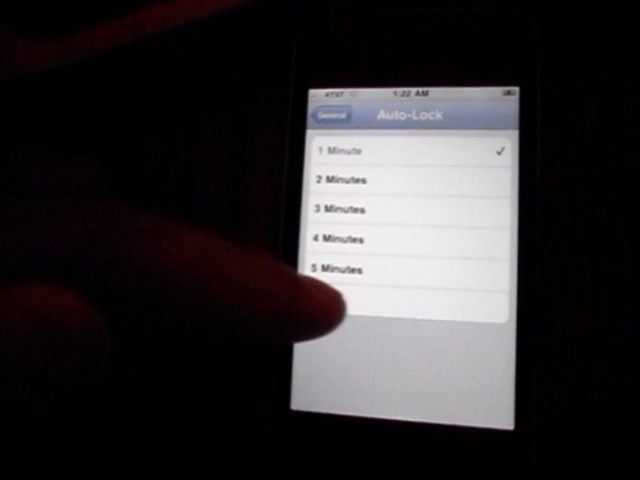 AT&T 1:22 AM
General Auto-Lock
1 Minute
2 Minutes
3 Minutes
4 Minutes
5 Minutes